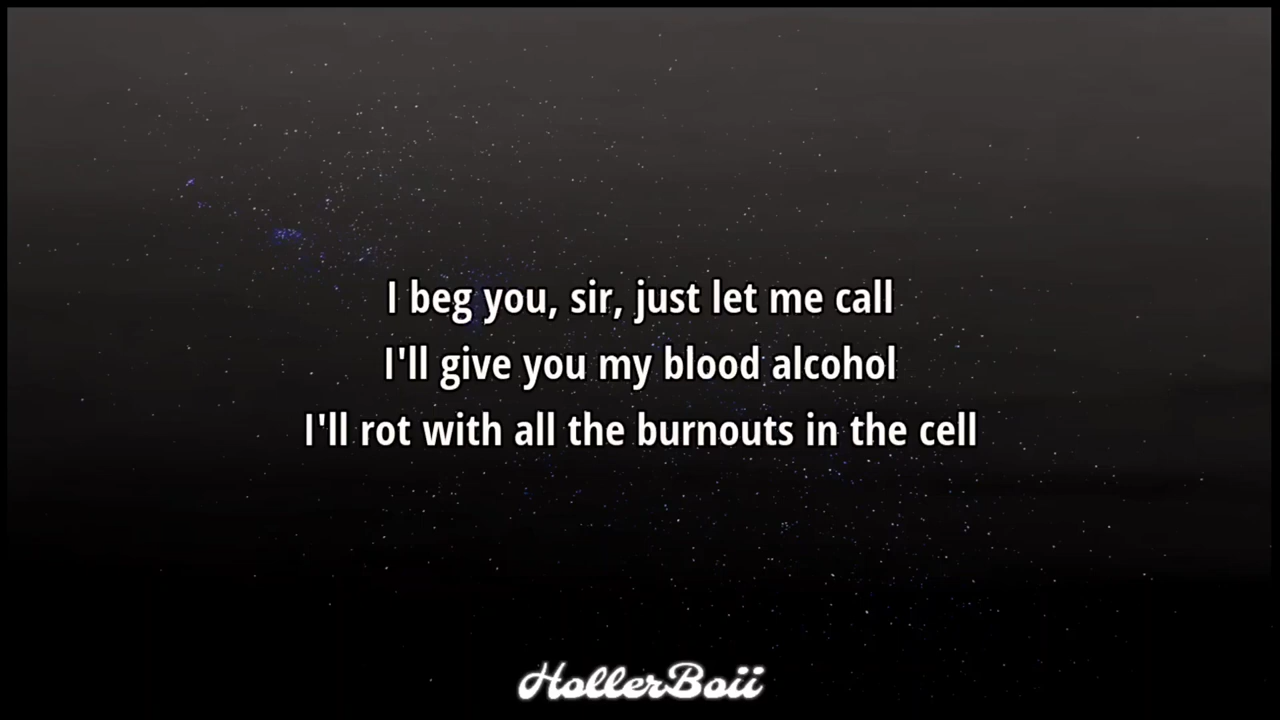 I beg you, sir, just let me call
I'll give you my blood alcohol
I'll rot with all the burnouts in the cell
HollerBoii